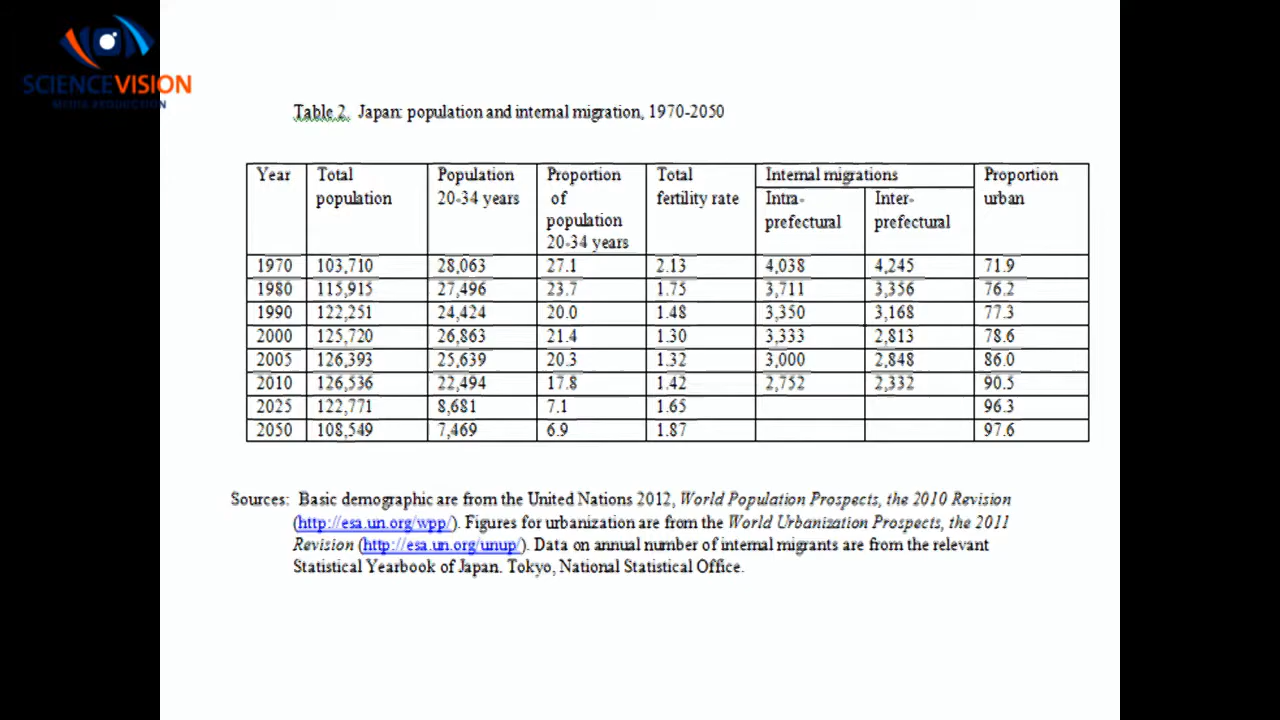 SCIENCEVISION
MEDIA PRODUCTION
Table 2. Japan: population and internal migration, 1970-2050
Year Total population Population 20-34 years Proportion of population 20-34 years Total fertility rate Internal migrations Intra-prefectural Inter-prefectural Proportion urban
1970 103,710 28,063 27.1 2.13 4,038 4,245 71.9
1980 115,915 27,496 23.7 1.75 3,711 3,356 76.2
1990 122,251 24,424 20.0 1.48 3,350 3,168 77.3
2000 125,720 26,863 21.4 1.30 3,333 2,813 78.6
2005 126,393 25,639 20.3 1.32 3,000 2,848 86.0
2010 126,536 22,494 17.8 1.42 2,752 2,332 90.5
2025 122,771 8,681 7.1 1.65 96.3
2050 108,549 7,469 6.9 1.87 97.6
Sources: Basic demographic are from the United Nations 2012, World Population Prospects, the 2010 Revision
(http://esa.un.org/wpp/). Figures for urbanization are from the World Urbanization Prospects, the 2011
Revision (http://esa.un.org/unup/). Data on annual number of internal migrants are from the relevant
Statistical Yearbook of Japan. Tokyo, National Statistical Office.